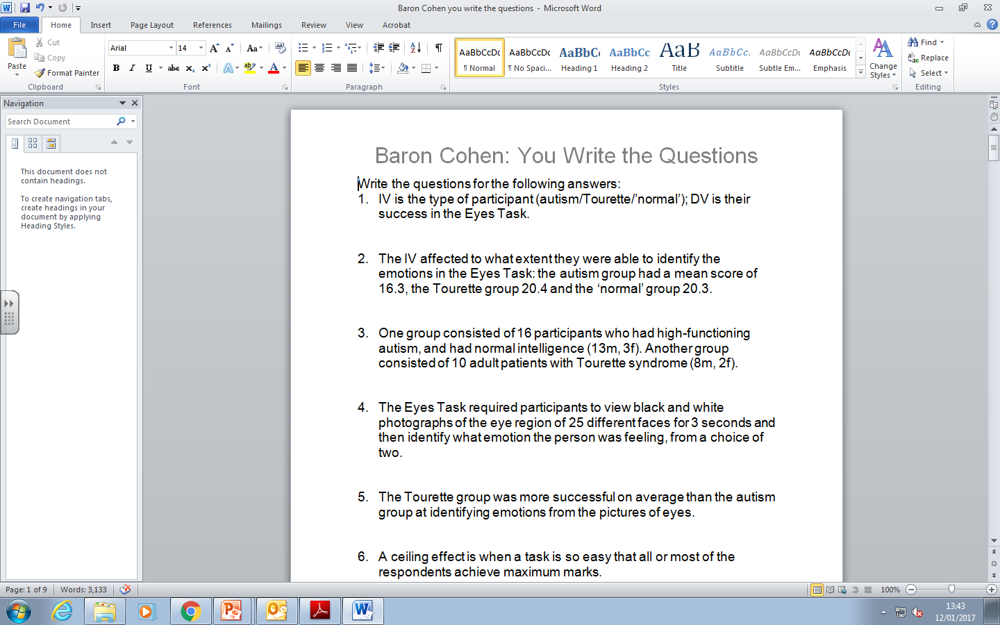 Baron Cohen you write the questions - Microsoft Word
File Home Insert Page Layout References Mailings Review View Acrobat
Paste
Cut
Copy
Format Painter
Clipboard
Arial 14
Font
Paragraph
AaBbCcDc AaBbCcDc AaBbC AaBbCc AaB AaBbCc. AaBbCcDc AaBbCcDc
¶ Normal ¶ No Spaci... Heading 1 Heading 2 Title Subtitle Subtle Em... Emphasis
Styles
Change
Styles
Find
Replace
Select
Editing
Navigation
Search Document
This document does not
contain headings.
To create navigation tabs,
create headings in your
document by applying
Heading Styles.
Baron Cohen: You Write the Questions
Write the questions for the following answers:
1. IV is the type of participant (autism/Tourette/’normal’); DV is their
success in the Eyes Task.
2. The IV affected to what extent they were able to identify the
emotions in the Eyes Task: the autism group had a mean score of
16.3, the Tourette group 20.4 and the ‘normal’ group 20.3.
3. One group consisted of 16 participants who had high-functioning
autism, and had normal intelligence (13m, 3f). Another group
consisted of 10 adult patients with Tourette syndrome (8m, 2f).
4. The Eyes Task required participants to view black and white
photographs of the eye region of 25 different faces for 3 seconds and
then identify what emotion the person was feeling, from a choice of
two.
5. The Tourette group was more successful on average than the autism
group at identifying emotions from the pictures of eyes.
6. A ceiling effect is when a task is so easy that all or most of the
respondents achieve maximum marks.
Page: 1 of 9 Words: 3,133
100%
13:43
12/01/2017